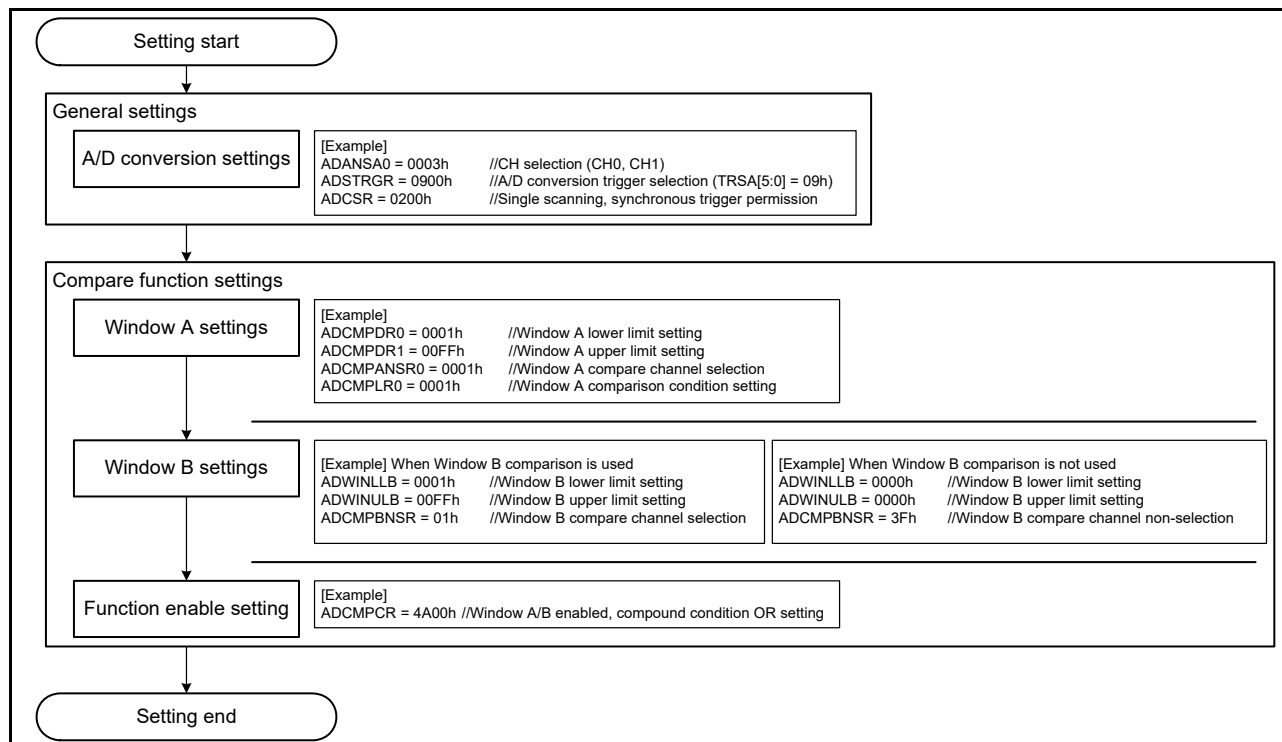 Setting start
General settings
A/D conversion settings
[Example]
ADANSA0 = 0003h //CH selection (CH0, CH1)
ADSTRGR = 0900h //A/D conversion trigger selection (TRSA[5:0] = 09h)
ADCSR = 0200h //Single scanning, synchronous trigger permission
Compare function settings
Window A settings
[Example]
ADCMPDR0 = 0001h //Window A lower limit setting
ADCMPDR1 = 00FFh //Window A upper limit setting
ADCMPANSR0 = 0001h //Window A compare channel selection
ADCMPLR0 = 0001h //Window A comparison condition setting
Window B settings
[Example] When Window B comparison is used
ADWINLLB = 0001h //Window B lower limit setting
ADWINULB = 00FFh //Window B upper limit setting
ADCMPBNSR = 01h //Window B compare channel selection
[Example] When Window B comparison is not used
ADWINLLB = 0000h //Window B lower limit setting
ADWINULB = 0000h //Window B upper limit setting
ADCMPBNSR = 3Fh //Window B compare channel non-selection
Function enable setting
[Example]
ADCMPCR = 4A00h //Window A/B enabled, compound condition OR setting
Setting end